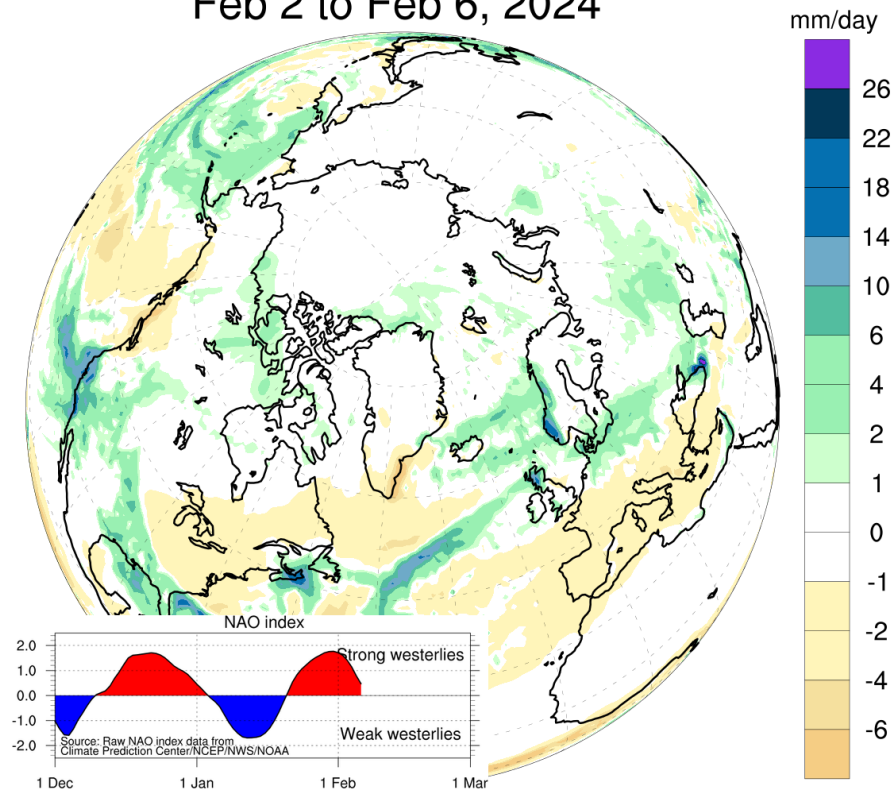 Feb 2 to Feb 6, 2024
mm/day
26
22
18
14
10
6
4
2
1
0
-1
-2
-4
-6
NAO index
2.0
1.0
0.0
-1.0
-2.0
Strong westerlies
Weak westerlies
Source: Raw NAO index data from
Climate Prediction Center/NCEP/NWS/NOAA
1 Dec
1 Jan
1 Feb
1 Mar